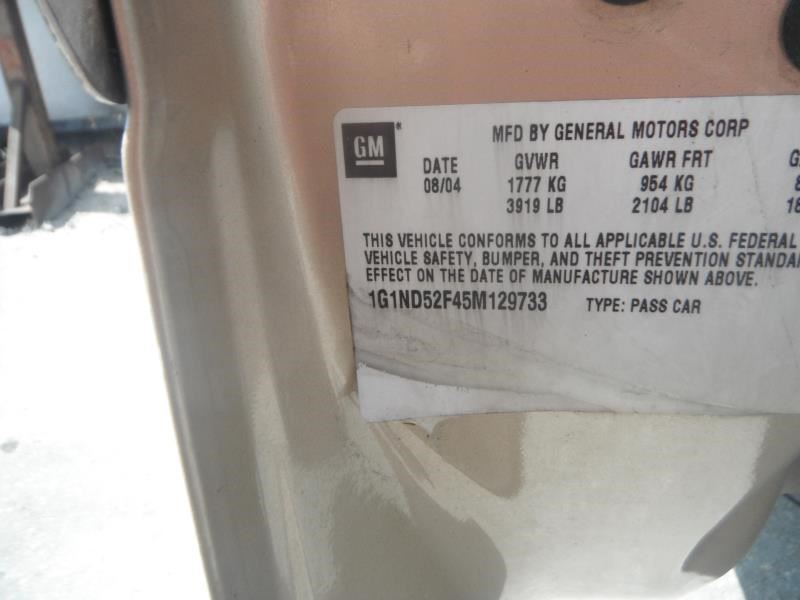 GM
MFD BY GENERAL MOTORS CORP
DATE GVWR GAWR FRT
08/04 1777 KG 954 KG
3919 LB 2104 LB
THIS VEHICLE CONFORMS TO ALL APPLICABLE U.S. FEDERAL
VEHICLE SAFETY, BUMPER, AND THEFT PREVENTION STANDA
EFFECT ON THE DATE OF MANUFACTURE SHOWN ABOVE.
1G1ND52F45M129733 TYPE: PASS CAR